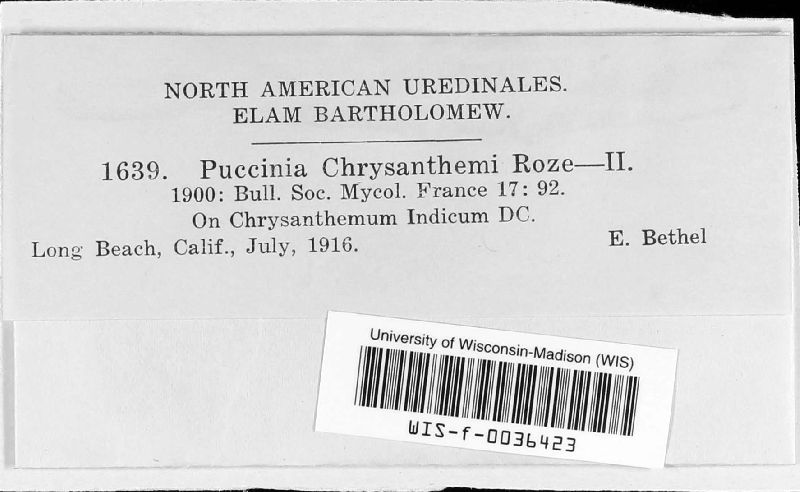 NORTH AMERICAN UREDINALES.
ELAM BARTHOLOMEW.
1639. Puccinia Chrysanthemi Roze—II.
1900: Bull. Soc. Mycol. France 17: 92.
On Chrysanthemum Indicum DC.
Long Beach, Calif., July, 1916. E. Bethel
University of Wisconsin-Madison (WIS)
WIS-f-0036423